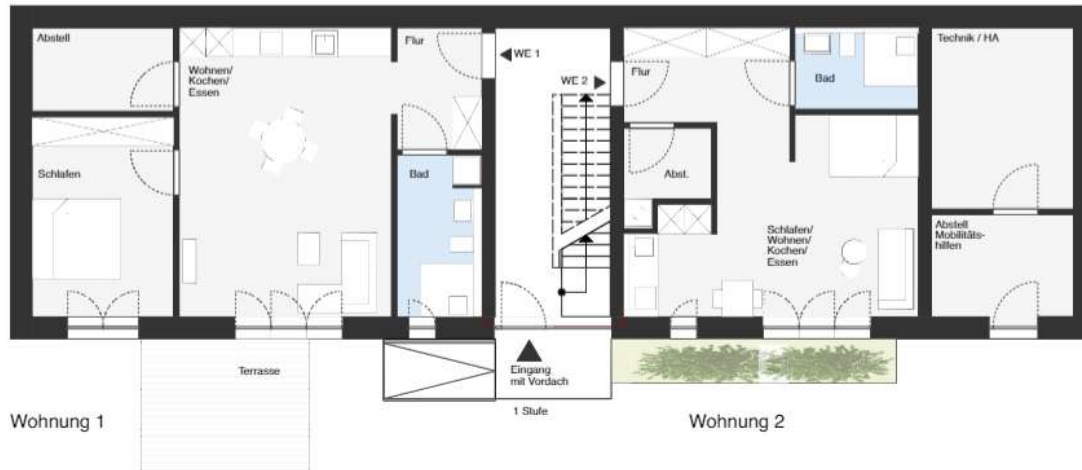 Abstell
Wohnen/
Kochen/
Essen
Flur
WE 1
WE 2
Flur
Bad
Technik / HA
Schlafen
Bad
Abst.
Schlafen/
Wohnen/
Kochen/
Essen
Abstell
Mobilitäts-
hilfen
Terrasse
Eingang
mit Vordach
1 Stufe
Wohnung 1
Wohnung 2